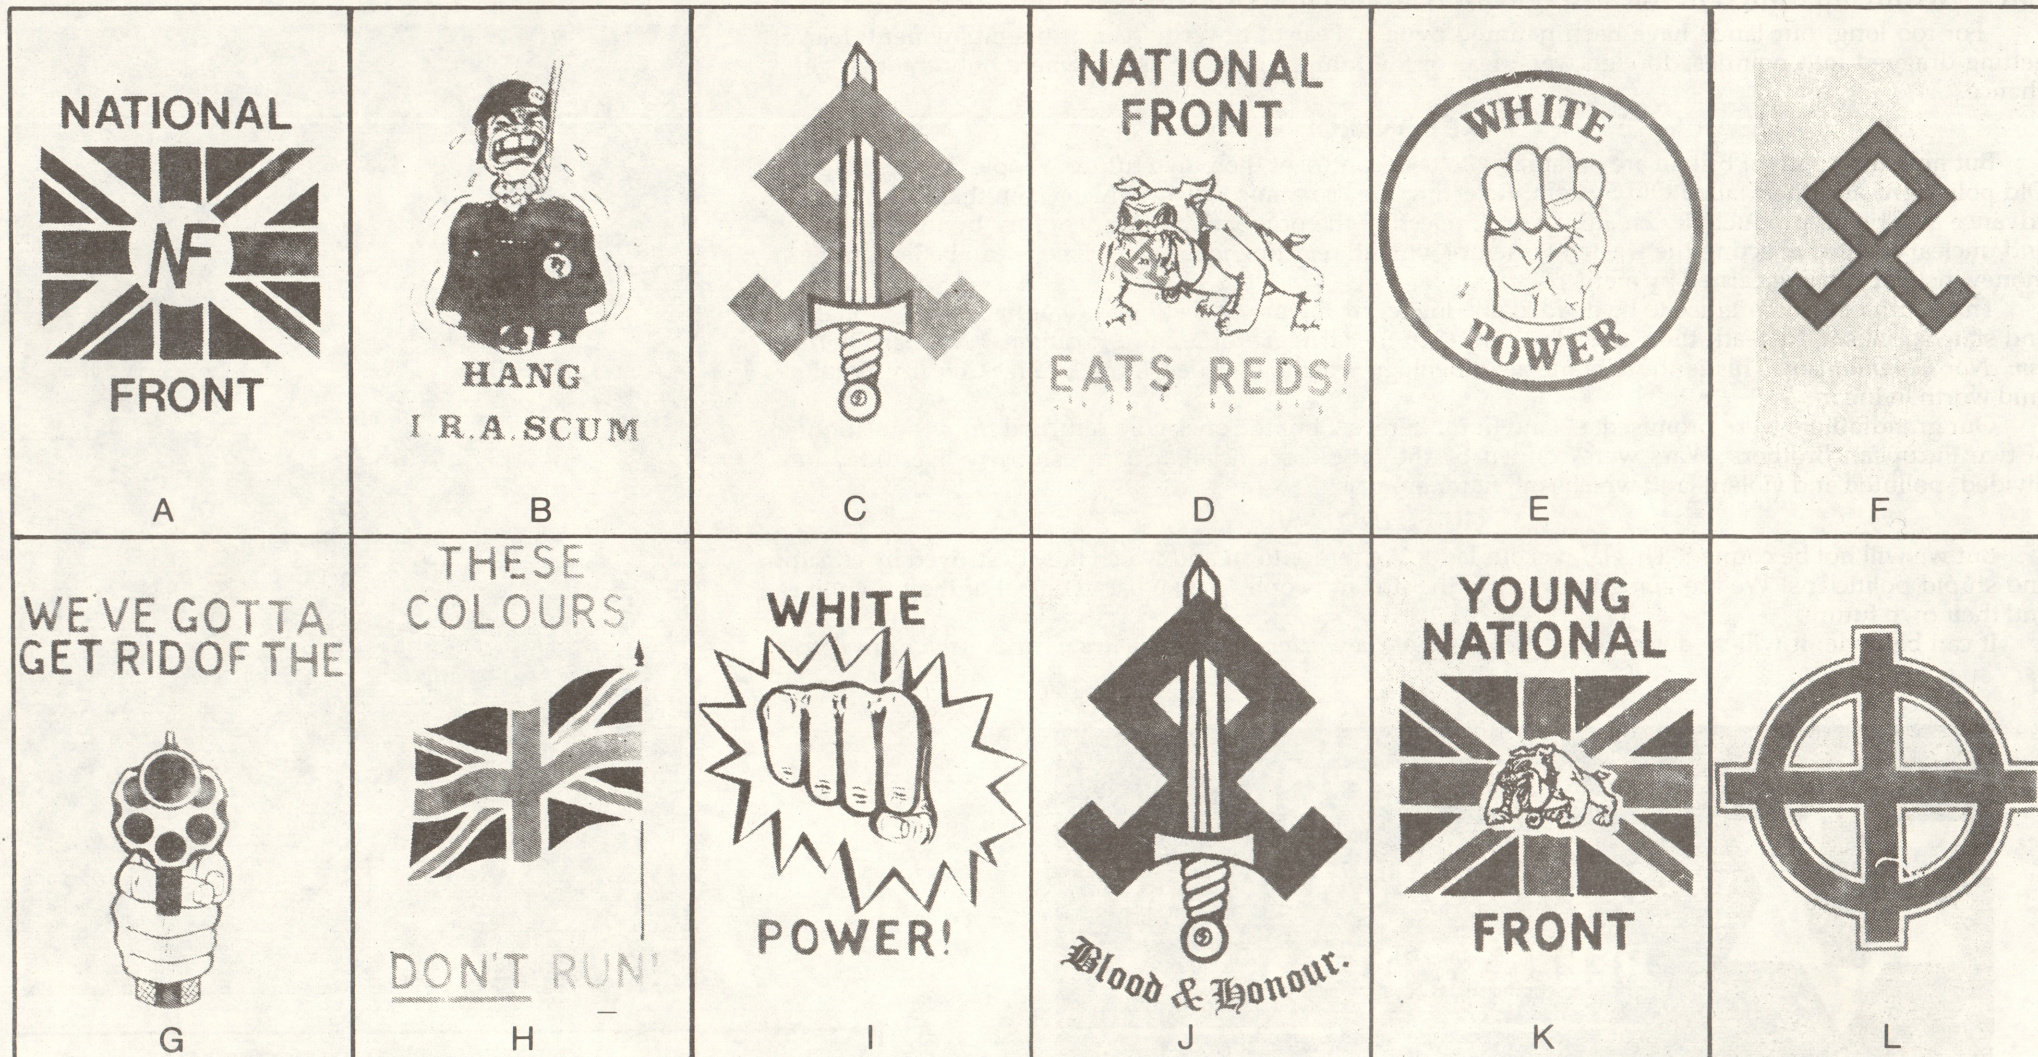 NATIONAL
NF
FRONT
A
HANG
I R.A. SCUM
B
C
NATIONAL
FRONT
EATS REDS!
D
WHITE
POWER
E
F
WE'VE GOTTA
GET RID OF THE
G
THESE
COLOURS
DON'T RUN!
H
WHITE
POWER!
I
Blood & Honour.
J
YOUNG
NATIONAL
FRONT
K
L